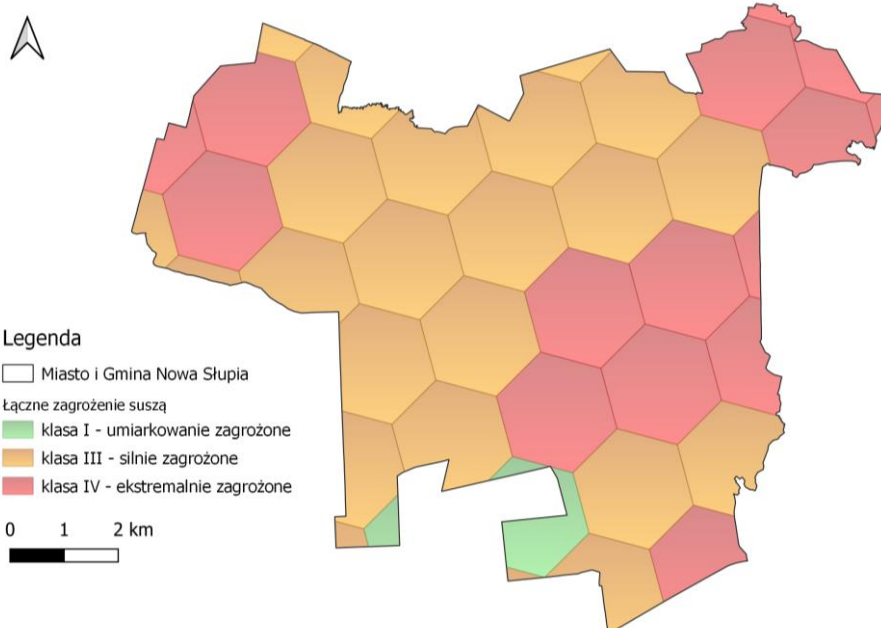 Legenda
Miasto i Gmina Nowa Słupia
Łączne zagrożenie suszą
klasa I - umiarkowanie zagrożone
klasa III - silnie zagrożone
klasa IV - ekstremalnie zagrożone
0 1 2 km